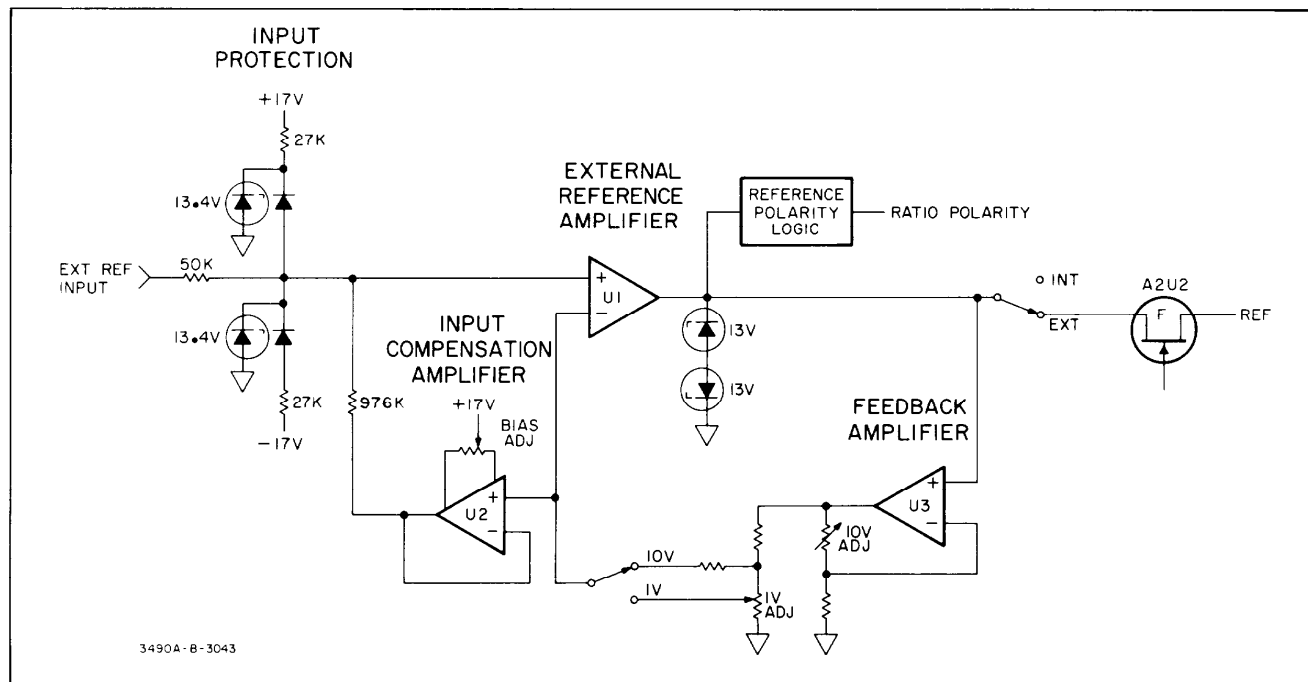 INPUT
PROTECTION
+17V
27K
13.4V
EXT REF
INPUT
50K
13.4V
27K
-17V
976K
INPUT
COMPENSATION
AMPLIFIER
+17V
BIAS
ADJ
+
U2
-
EXTERNAL
REFERENCE
AMPLIFIER
+
U1
-
REFERENCE
POLARITY
LOGIC
RATIO POLARITY
13V
13V
INT
EXT
A2U2
F
REF
FEEDBACK
AMPLIFIER
+
U3
-
10V
ADJ
10V
1V
1V
ADJ
3490A-B-3043